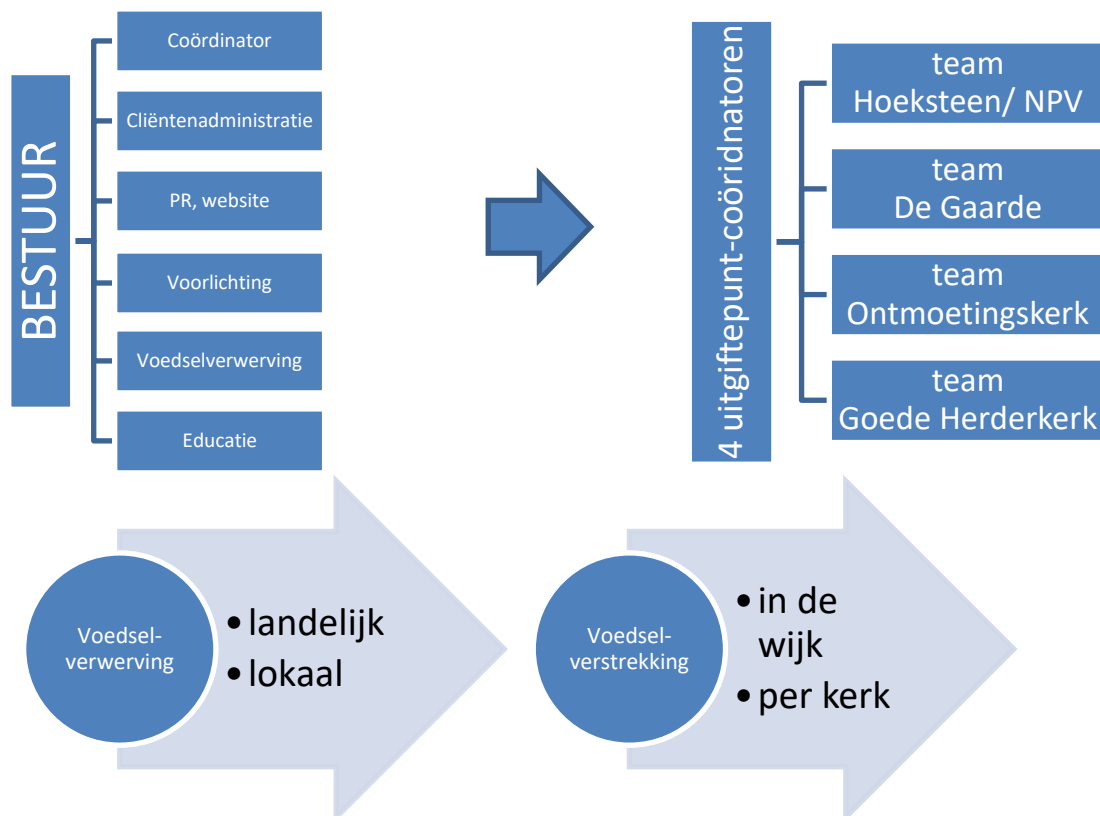 BESTUUR
Coördinator
Cliëntenadministratie
PR, website
Voorlichting
Voedselverwerving
Educatie
4 uitgiftepunt-coöridnatoren
team
Hoeksteen/ NPV
team
De Gaarde
team
Ontmoetingskerk
team
Goede Herderkerk
Voedsel-
verwerving
• landelijk
• lokaal
Voedsel-
verstrekking
• in de
wijk
• per kerk